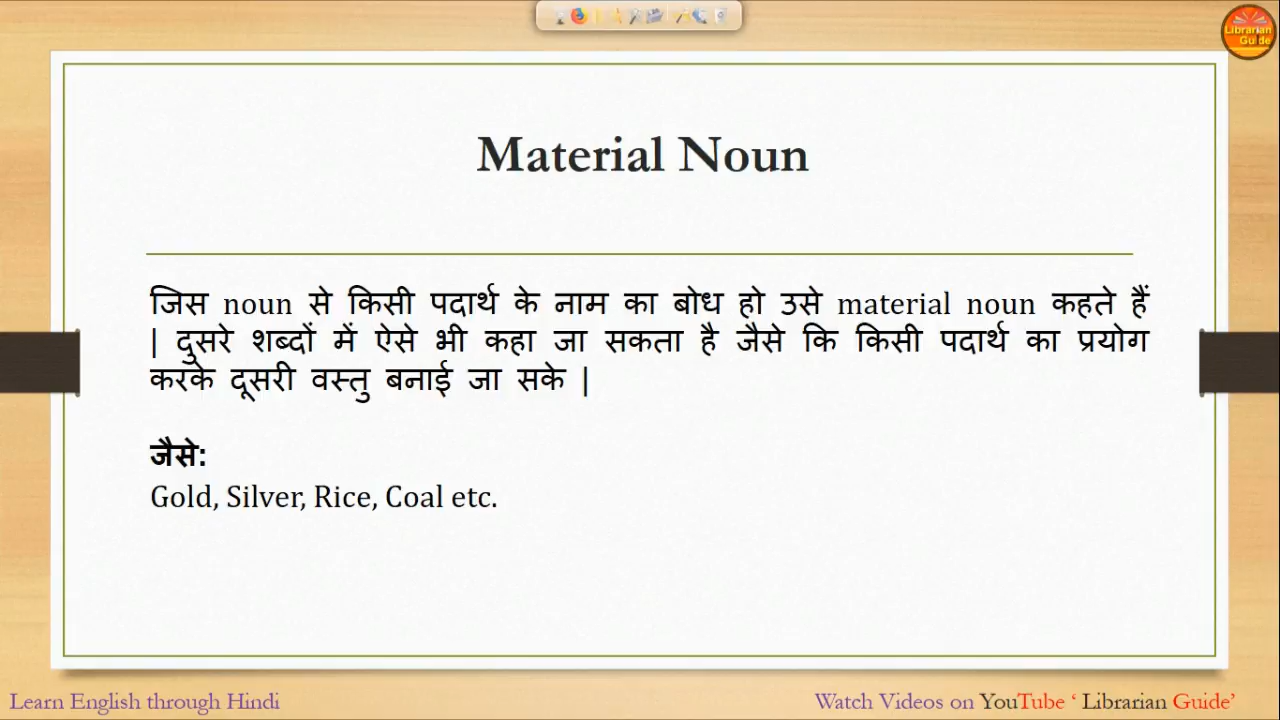 Librarian
Guide
Material Noun
जिस noun से किसी पदार्थ के नाम का बोध हो उसे material noun कहते हैं
| दुसरे शब्दों में ऐसे भी कहा जा सकता है जैसे कि किसी पदार्थ का प्रयोग
करके दूसरी वस्तु बनाई जा सके |
जैसे:
Gold, Silver, Rice, Coal etc.
Learn English through Hindi
Watch Videos on YouTube ‘ Librarian Guide’